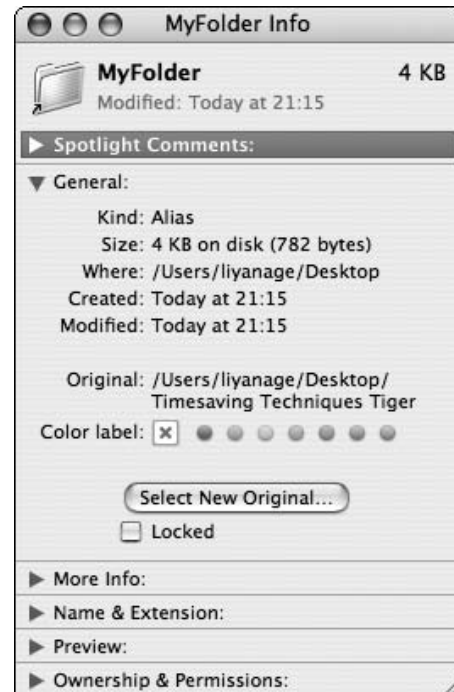 MyFolder Info
MyFolder 4 KB
Modified: Today at 21:15
Spotlight Comments:
General:
Kind: Alias
Size: 4 KB on disk (782 bytes)
Where: /Users/liyanage/Desktop
Created: Today at 21:15
Modified: Today at 21:15
Original: /Users/liyanage/Desktop/
Timesaving Techniques Tiger
Color label:
Select New Original...
Locked
More Info:
Name & Extension:
Preview:
Ownership & Permissions: